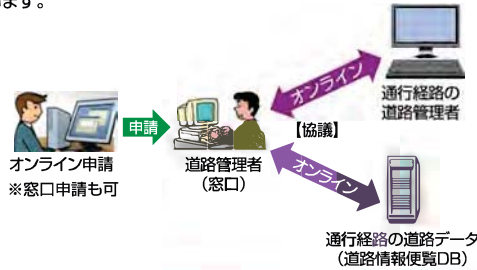 ます。
オンライン
通行経路の
道路管理者
申請
【協議】
オンライン申請
※窓口申請も可
道路管理者
(窓口)
オンライン
通行経路の道路データ
(道路情報便覧DB)